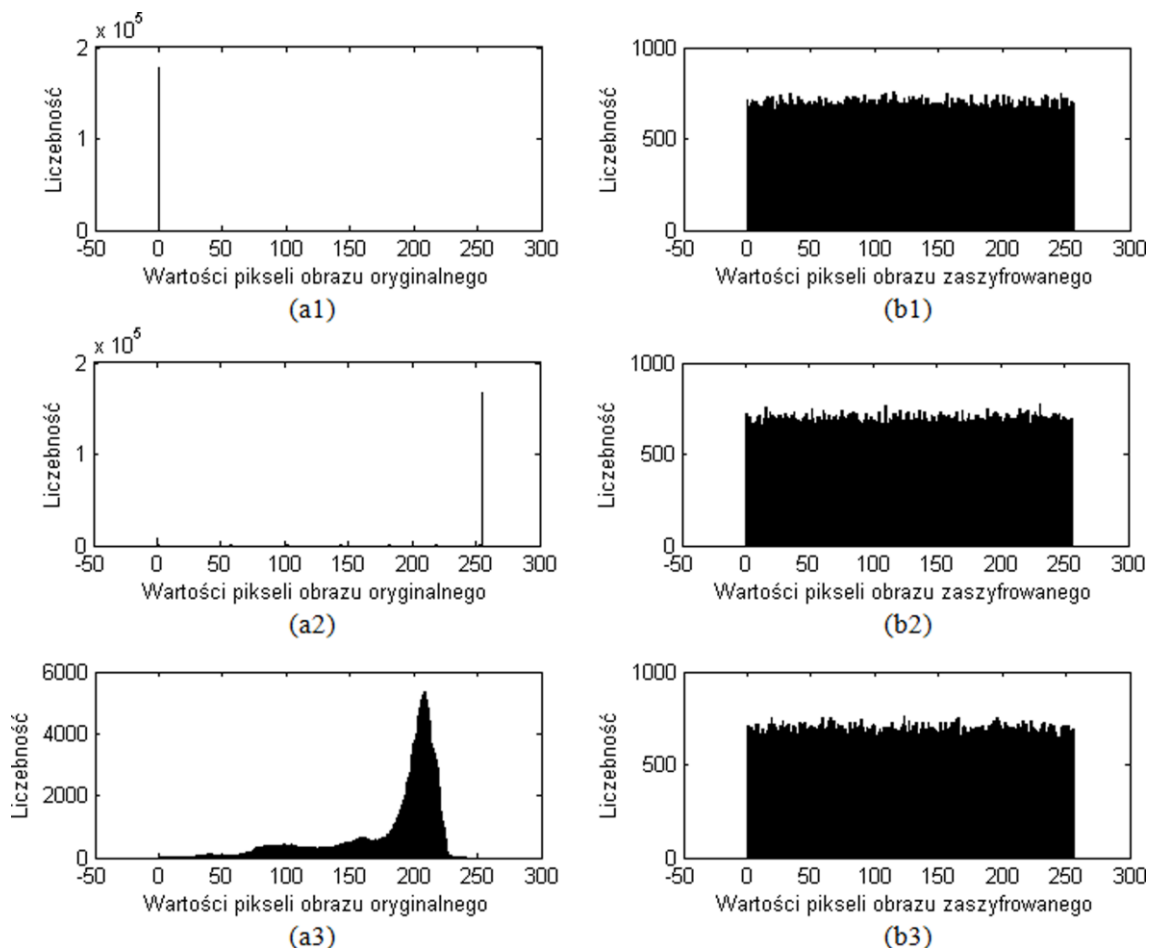 x 10⁵
2
1
0
Liczebność
-50 0 50 100 150 200 250 300
Wartości pikseli obrazu oryginalnego
(a1)
1000
500
0
Liczebność
-50 0 50 100 150 200 250 300
Wartości pikseli obrazu zaszyfrowanego
(b1)
x 10⁵
2
1
0
Liczebność
-50 0 50 100 150 200 250 300
Wartości pikseli obrazu oryginalnego
(a2)
1000
500
0
Liczebność
-50 0 50 100 150 200 250 300
Wartości pikseli obrazu zaszyfrowanego
(b2)
6000
4000
2000
0
Liczebność
-50 0 50 100 150 200 250 300
Wartości pikseli obrazu oryginalnego
(a3)
1000
500
0
Liczebność
-50 0 50 100 150 200 250 300
Wartości pikseli obrazu zaszyfrowanego
(b3)